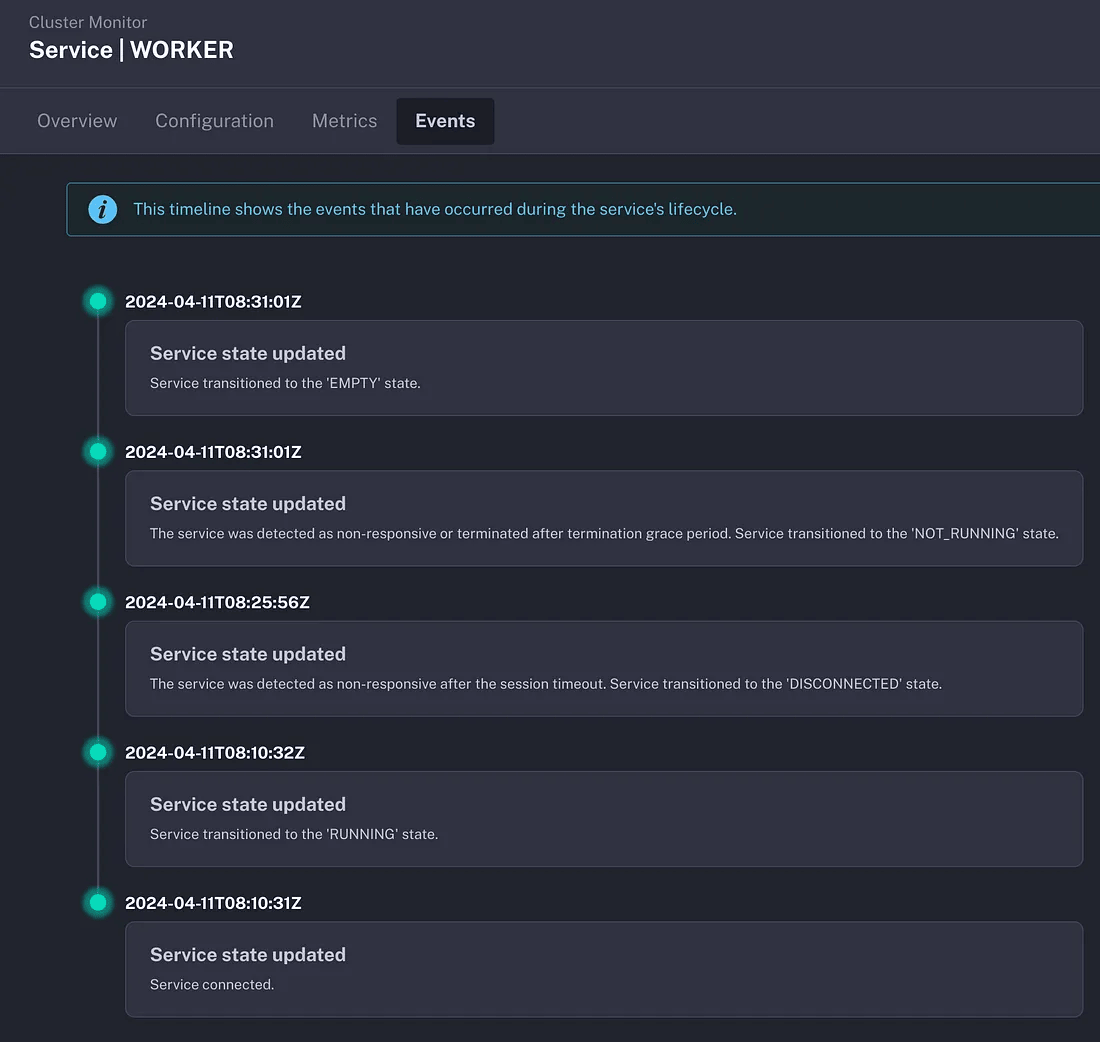 Cluster Monitor
Service | WORKER
Overview Configuration Metrics Events
i This timeline shows the events that have occurred during the service's lifecycle.
2024-04-11T08:31:01Z
Service state updated
Service transitioned to the 'EMPTY' state.
2024-04-11T08:31:01Z
Service state updated
The service was detected as non-responsive or terminated after termination grace period. Service transitioned to the 'NOT_RUNNING' state.
2024-04-11T08:25:56Z
Service state updated
The service was detected as non-responsive after the session timeout. Service transitioned to the 'DISCONNECTED' state.
2024-04-11T08:10:32Z
Service state updated
Service transitioned to the 'RUNNING' state.
2024-04-11T08:10:31Z
Service state updated
Service connected.